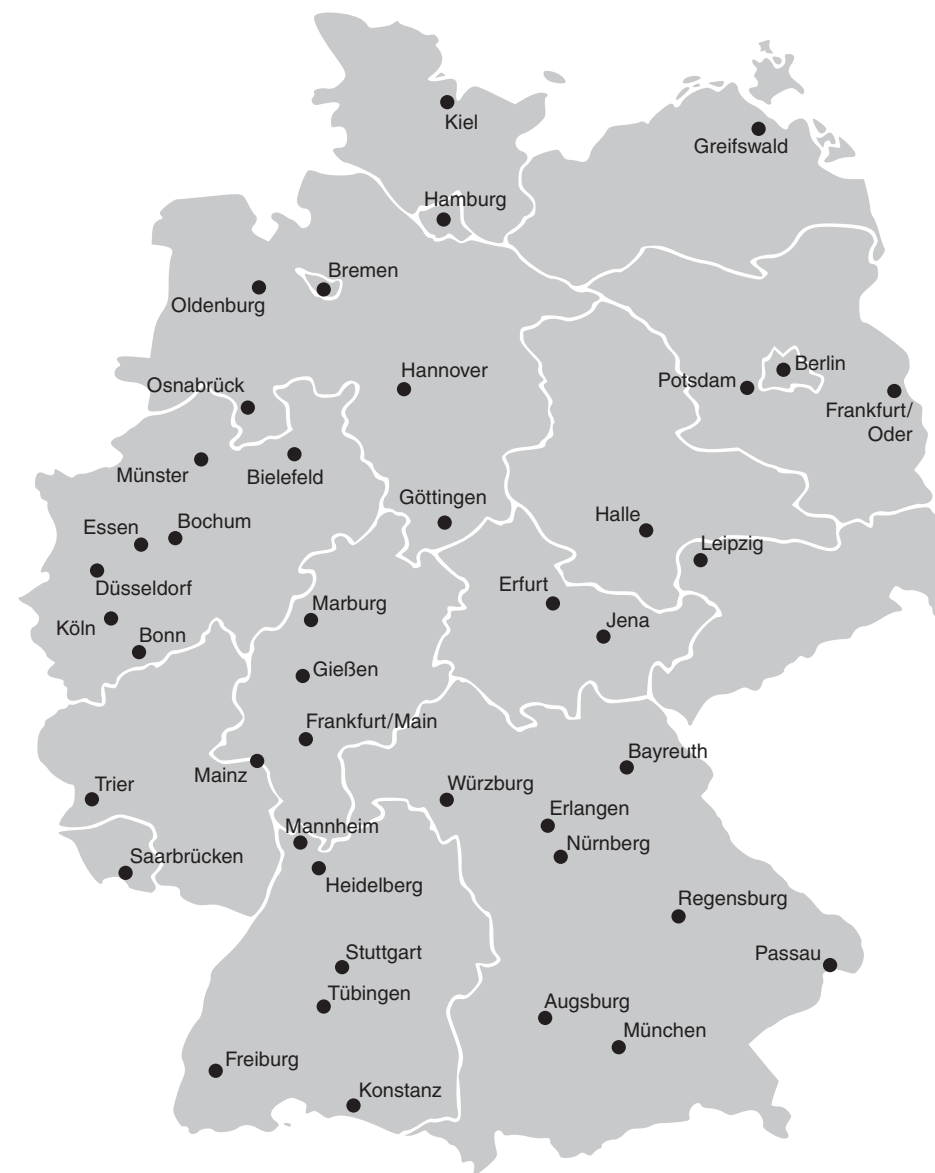 Kiel
Greifswald
Hamburg
Bremen
Oldenburg
Hannover
Berlin
Potsdam
Osnabrück
Frankfurt/
Oder
Münster
Bielefeld
Göttingen
Essen
Bochum
Halle
Leipzig
Düsseldorf
Erfurt
Marburg
Jena
Köln
Bonn
Gießen
Frankfurt/Main
Bayreuth
Mainz
Trier
Würzburg
Erlangen
Mannheim
Nürnberg
Saarbrücken
Heidelberg
Regensburg
Stuttgart
Passau
Tübingen
Augsburg
München
Freiburg
Konstanz